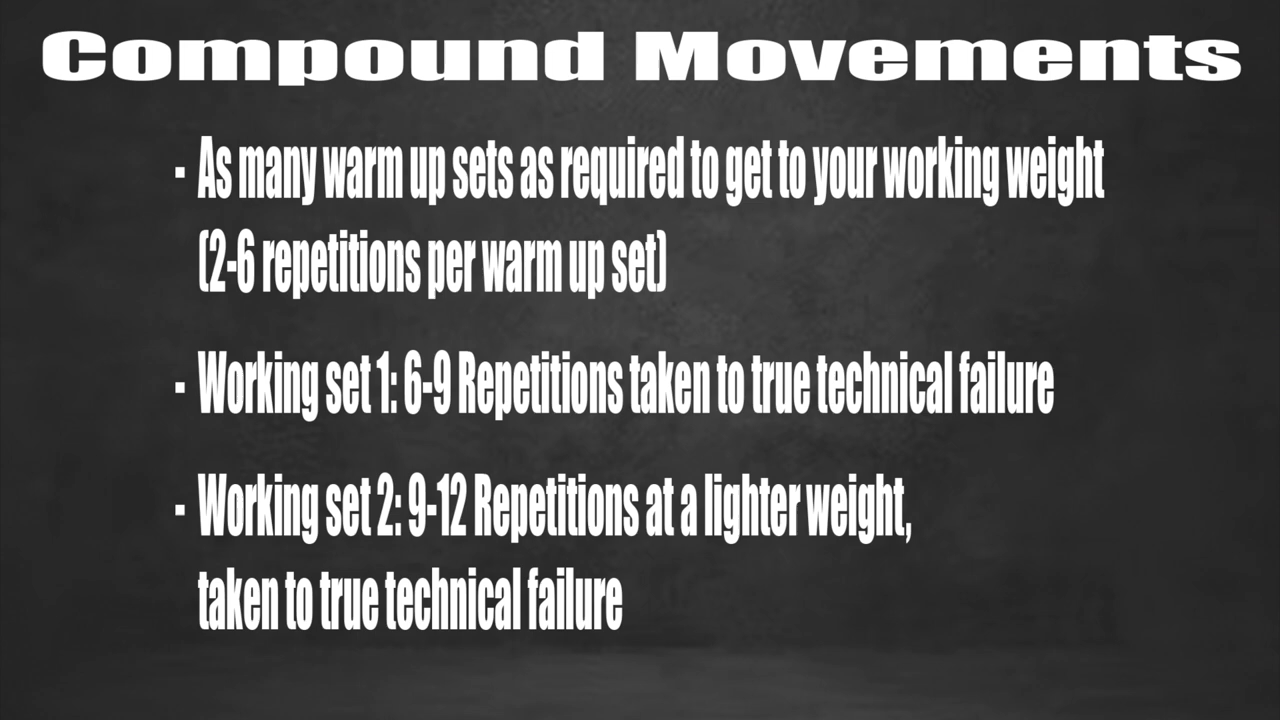 Compound Movements
- As many warm up sets as required to get to your working weight
(2-6 repetitions per warm up set)
- Working set 1: 6-9 Repetitions taken to true technical failure
- Working set 2: 9-12 Repetitions at a lighter weight,
taken to true technical failure